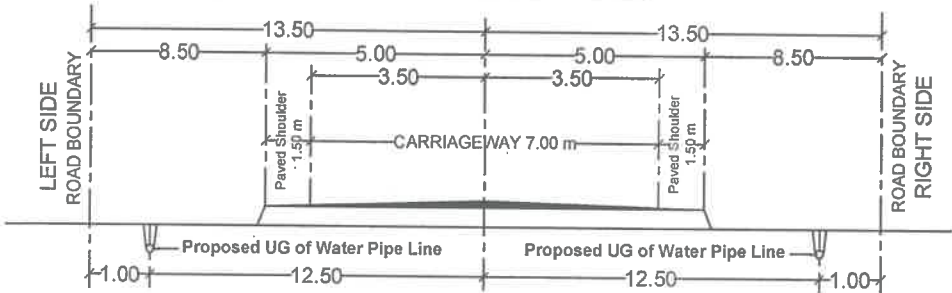 13.50 13.50
8.50 5.00 5.00 8.50
3.50 3.50
LEFT SIDE
ROAD BOUNDARY
Paved Shoulder
1.50 m
CARRIAGEWAY 7.00 m
Paved Shoulder
1.50 m
ROAD BOUNDARY
RIGHT SIDE
Proposed UG of Water Pipe Line Proposed UG of Water Pipe Line
1.00 12.50 12.50 1.00